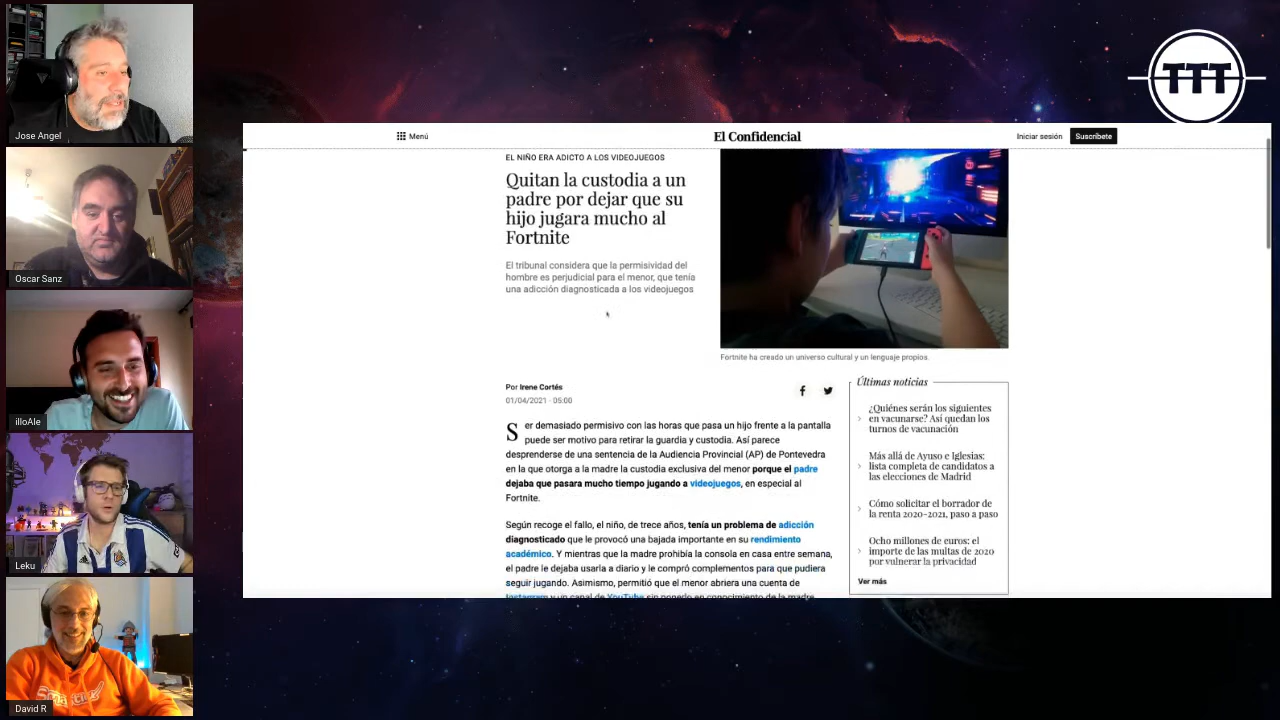 Jose Angel
Oscar Sanz
illoAle
Leku
David R
TTT
Menú
El Confidencial
Iniciar sesión
Suscríbete
EL NIÑO ERA ADICTO A LOS VIDEOJUEGOS
Quitan la custodia a un
padre por dejar que su
hijo jugara mucho al
Fortnite
El tribunal considera que la permisividad del
hombre es perjudicial para el menor, que tenía
una adicción diagnosticada a los videojuegos
Fortnite ha creado un universo cultural y un lenguaje propios.
Por Irene Cortés
01/04/2021 - 05:00
Ser demasiado permisivo con las horas que pasa un hijo frente a la pantalla
puede ser motivo para retirar la guardia y custodia. Así parece
desprenderse de una sentencia de la Audiencia Provincial (AP) de Pontevedra
en la que otorga a la madre la custodia exclusiva del menor porque el padre
dejaba que pasara mucho tiempo jugando a videojuegos, en especial al
Fortnite.
Según recoge el fallo, el niño, de trece años, tenía un problema de adicción
diagnosticado que le provocó una bajada importante en su rendimiento
académico. Y mientras que la madre prohibía la consola en casa entre semana,
el padre le dejaba usarla a diario y le compró complementos para que pudiera
seguir jugando. Asimismo, permitió que el menor abriera una cuenta de
Instagram y un canal de YouTube sin ponerlo en conocimiento de la madre
Últimas noticias
¿Quiénes serán los siguientes
en vacunarse? Así quedan los
turnos de vacunación
Más allá de Ayuso e Iglesias:
lista completa de candidatos a
las elecciones de Madrid
Cómo solicitar el borrador de
la renta 2020-2021, paso a paso
Ocho millones de euros: el
importe de las multas de 2020
por vulnerar la privacidad
Ver más